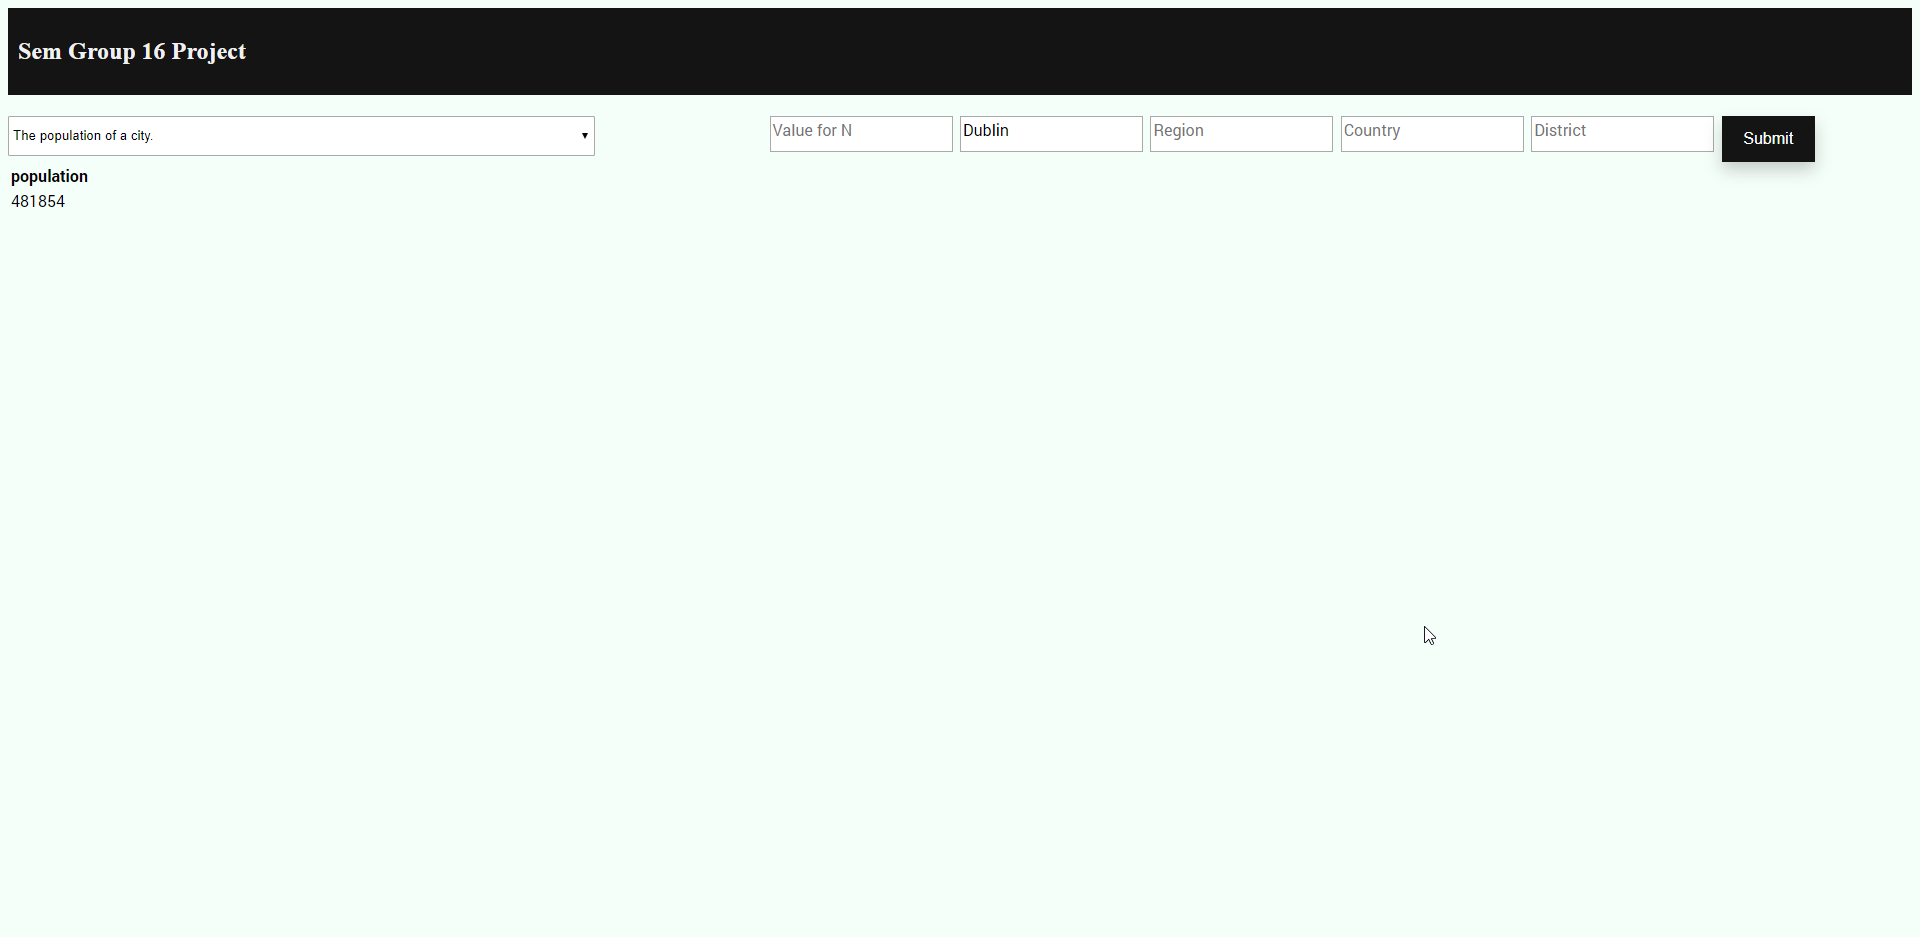 Sem Group 16 Project
The population of a city.
Value for N
Dublin
Region
Country
District
Submit
population
481854